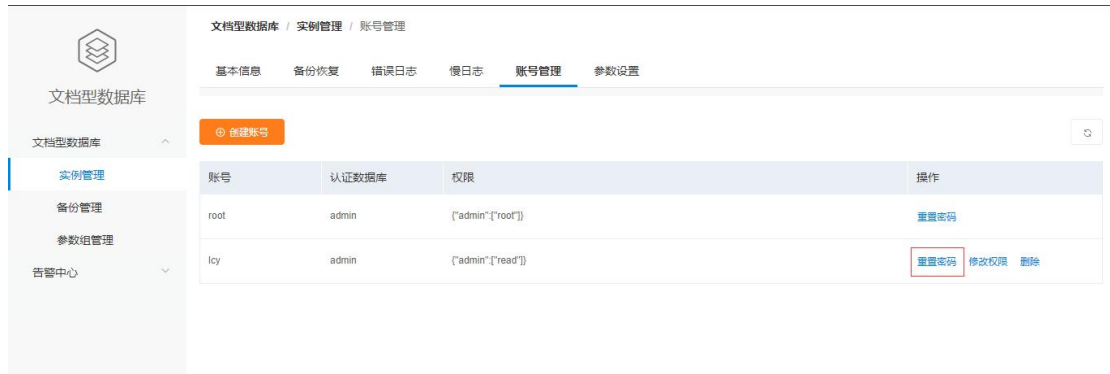 文档型数据库 / 实例管理 / 账号管理
基本信息 备份恢复 错误日志 慢日志 账号管理 参数设置
文档型数据库
文档型数据库
实例管理
备份管理
参数组管理
告警中心
创建账号
账号 认证数据库 权限 操作
root admin {"admin":["root"]} 重置密码
lcy admin {"admin":["read"]} 重置密码 修改权限 删除